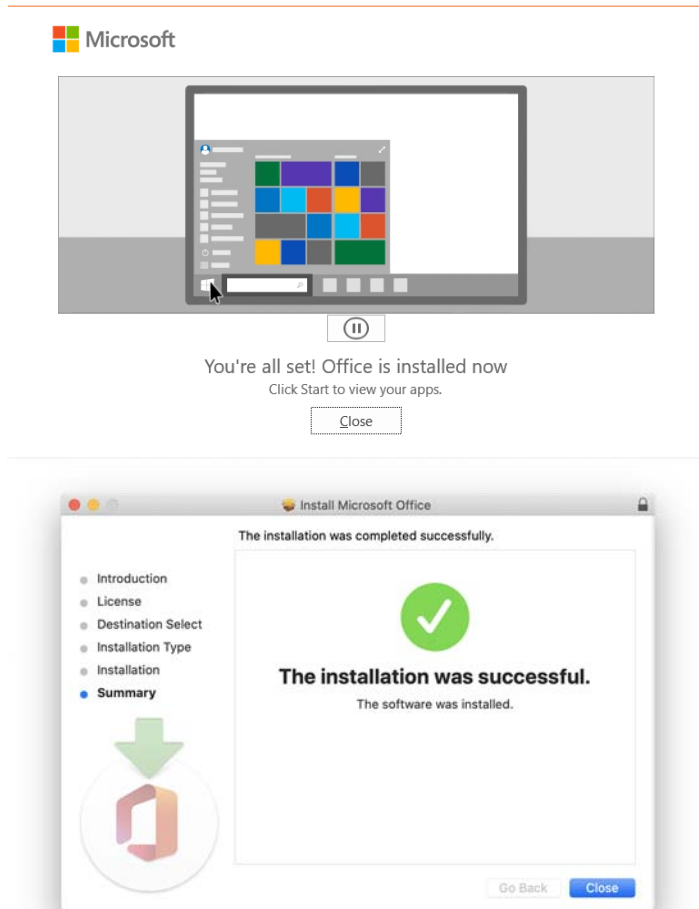 Microsoft
You're all set! Office is installed now
Click Start to view your apps.
Close
Install Microsoft Office
The installation was completed successfully.
Introduction
License
Destination Select
Installation Type
Installation
Summary
The installation was successful.
The software was installed.
Go Back Close